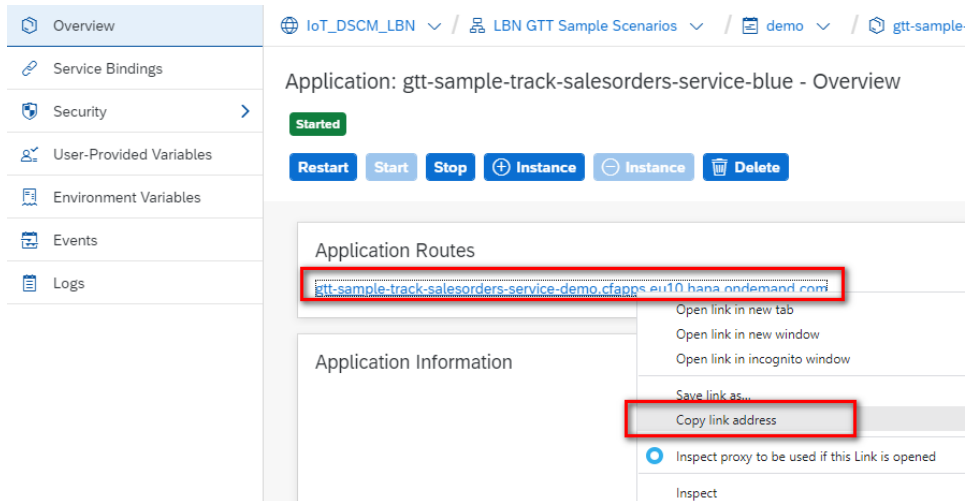 Overview
Service Bindings
Security
User-Provided Variables
Environment Variables
Events
Logs
IoT_DSCM_LBN / LBN GTT Sample Scenarios / demo / gtt-sample-
Application: gtt-sample-track-salesorders-service-blue - Overview
Started
Restart Start Stop Instance Instance Delete
Application Routes
gtt-sample-track-salesorders-service-demo.cfapps.eu10.hana.ondemand.com
Application Information
Open link in new tab
Open link in new window
Open link in incognito window
Save link as...
Copy link address
Inspect proxy to be used if this Link is opened
Inspect